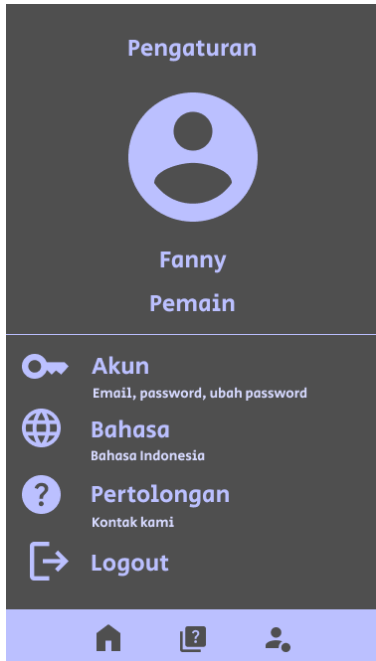 Pengaturan
Fanny
Pemain
Akun
Email, password, ubah password
Bahasa
Bahasa Indonesia
? Pertolongan
Kontak kami
Logout
?